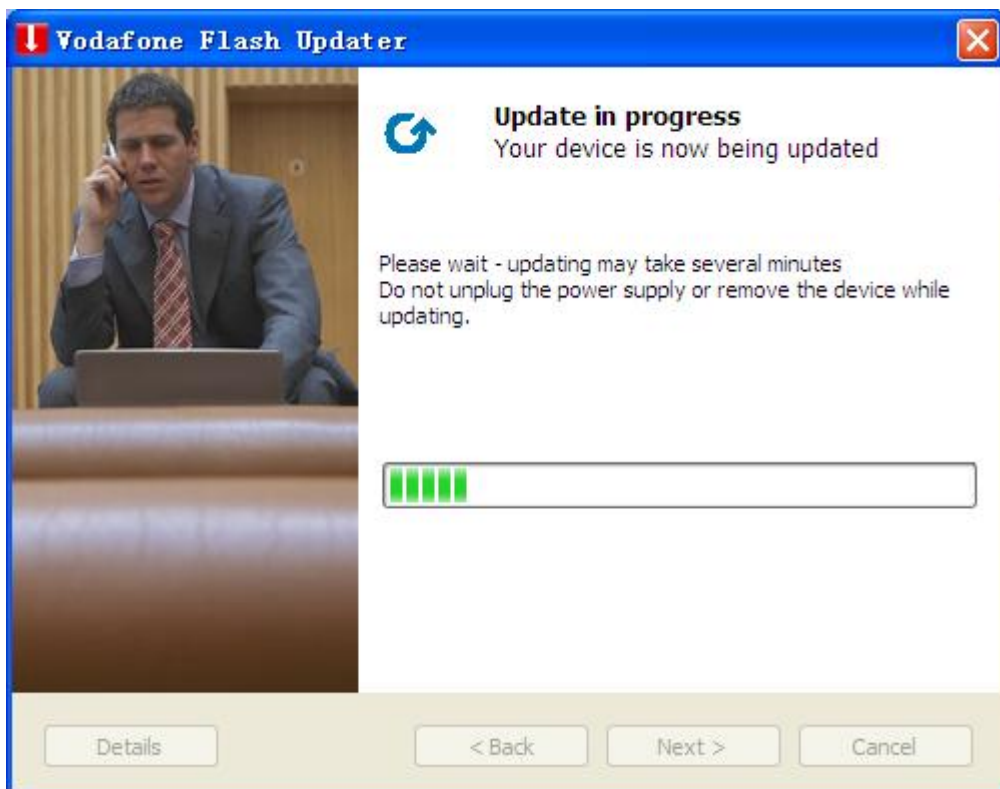 Vodafone Flash Updater
Update in progress
Your device is now being updated
Please wait - updating may take several minutes
Do not unplug the power supply or remove the device while
updating.
Details
< Back
Next >
Cancel